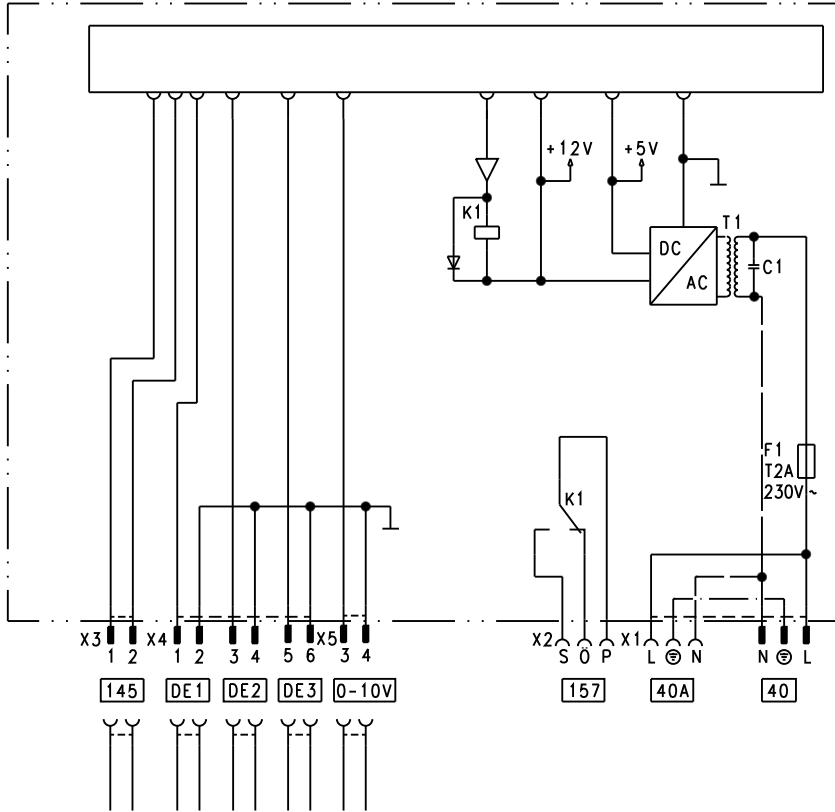 +12V +5V
K1 T1
DC
AC C1
F1
T2A
230V~
K1
X3 X4 X5 X2 X1
1 2 1 2 3 4 5 6 3 4 S Ö P L N N L
145 DE1 DE2 DE3 0-10V 157 40A 40